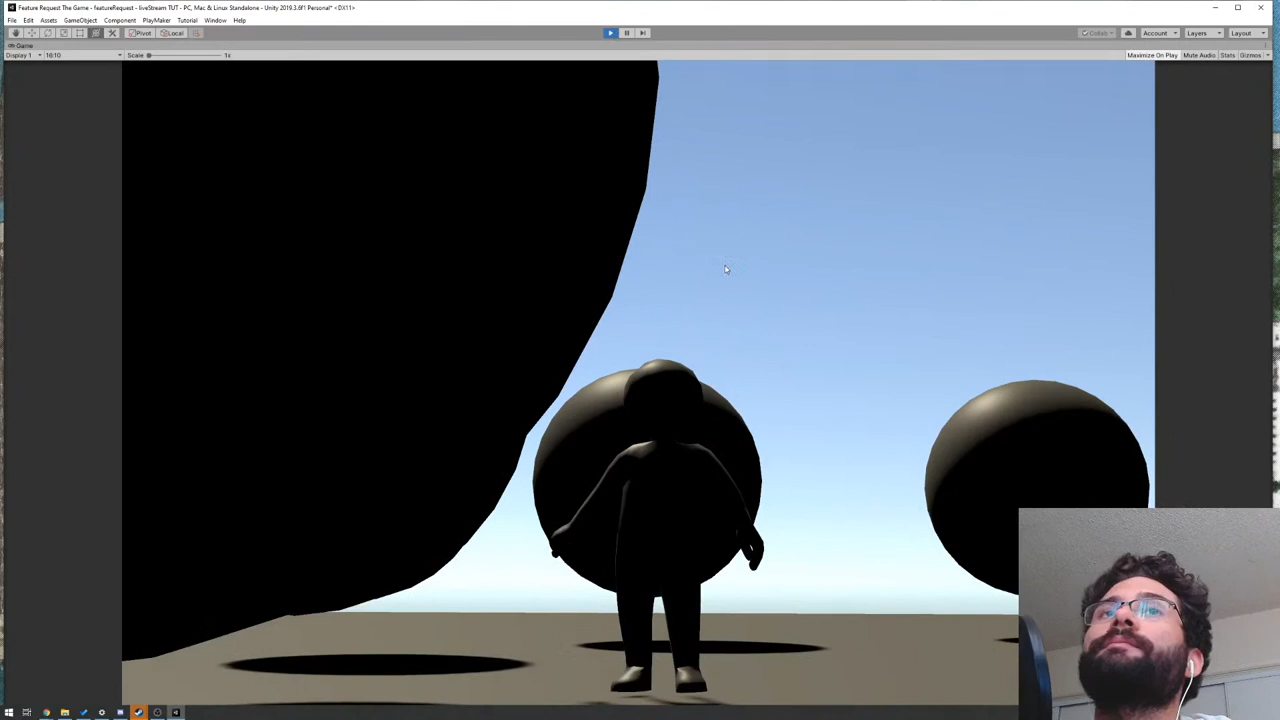 Feature Request The Game - featureRequest - liveStream TUT - PC, Mac & Linux Standalone - Unity 2019.3.6f1 Personal* <DX11>
File Edit Assets GameObject Component PlayMaker Tutorial Window Help
Pivot Local Collab Account Layers Layout
Game
Display 1 16:10 Scale 1x Maximize On Play Mute Audio Stats Gizmos